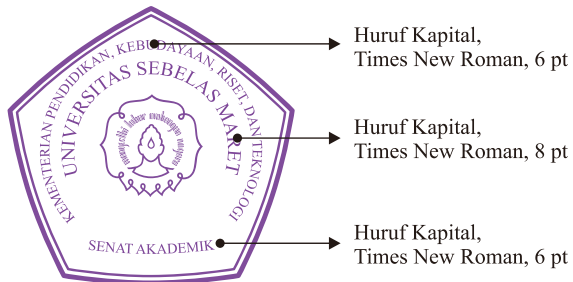 KEMENTERIAN PENDIDIKAN, KEBUDAYAAN, RISET, DAN TEKNOLOGI
UNIVERSITAS SEBELAS MARET
SENAT AKADEMIK
Huruf Kapital,
Times New Roman, 6 pt
Huruf Kapital,
Times New Roman, 8 pt
Huruf Kapital,
Times New Roman, 6 pt